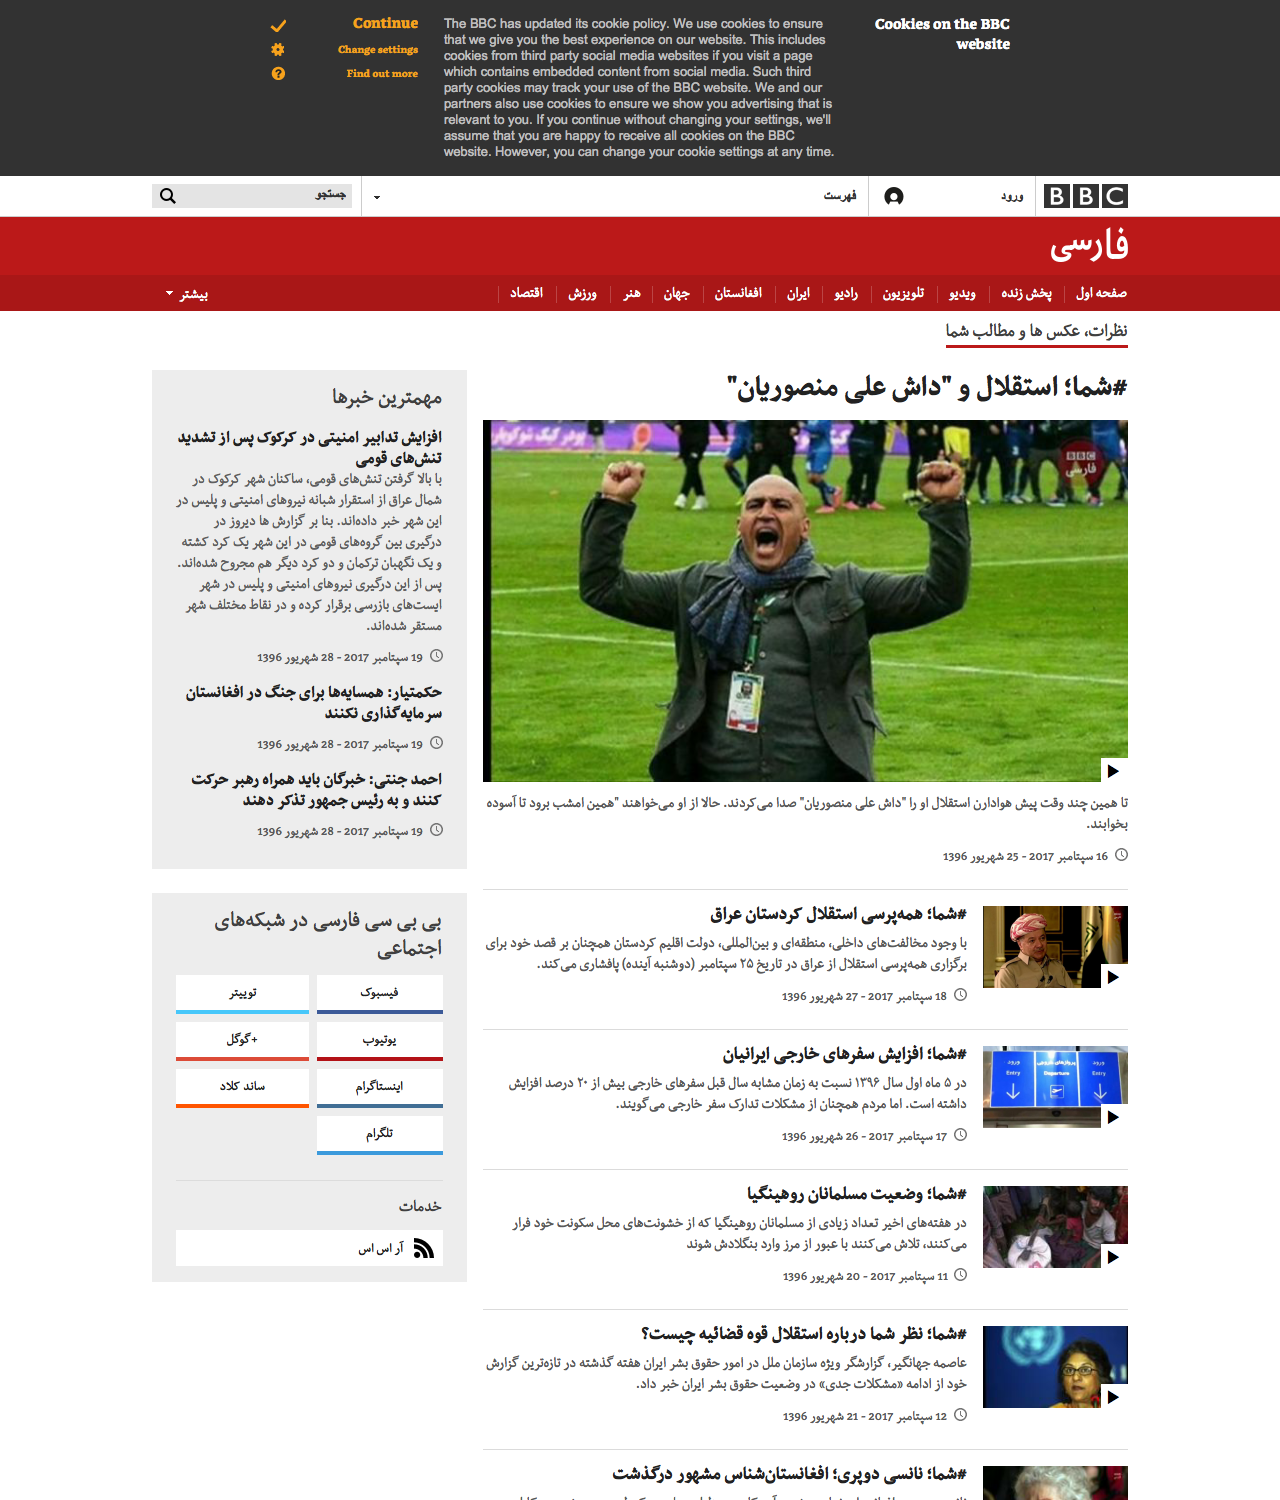 Cookies on the BBC
website
The BBC has updated its cookie policy. We use cookies to ensure
that we give you the best experience on our website. This includes
cookies from third party social media websites if you visit a page
which contains embedded content from social media. Such third
party cookies may track your use of the BBC website. We and our
partners also use cookies to ensure we show you advertising that is
relevant to you. If you continue without changing your settings, we'll
assume that you are happy to receive all cookies on the BBC
website. However, you can change your cookie settings at any time.
Continue
Change settings
Find out more
BBC
ورود
فهرست
جستجو
فارسی
صفحه اول
پخش زنده
ویدیو
تلویزیون
رادیو
ایران
افغانستان
جهان
هنر
ورزش
اقتصاد
بیشتر
نظرات، عکس ها و مطالب شما
#شما؛ استقلال و "داش علی منصوریان"
BBC
فارسی
تا همین چند وقت پیش هوادارن استقلال او را "داش علی منصوریان" صدا می‌کردند. حالا از او می‌خواهند "همین امشب برود تا آسوده
بخوابند.
16 سپتامبر 2017 - 25 شهریور 1396
#شما؛ همه‌پرسی استقلال کردستان عراق
با وجود مخالفت‌های داخلی، منطقه‌ای و بین‌المللی، دولت اقلیم کردستان همچنان بر قصد خود برای
برگزاری همه‌پرسی استقلال از عراق در تاریخ ۲۵ سپتامبر (دوشنبه آینده) پافشاری می‌کند.
18 سپتامبر 2017 - 27 شهریور 1396
#شما؛ افزایش سفرهای خارجی ایرانیان
ورود
Entry
پروازهای خروجی
Departure
ورود
Entry
در ۵ ماه اول سال ۱۳۹۶ نسبت به زمان مشابه سال قبل سفرهای خارجی بیش از ۲۰ درصد افزایش
داشته است. اما مردم همچنان از مشکلات تدارک سفر خارجی می‌گویند.
17 سپتامبر 2017 - 26 شهریور 1396
#شما؛ وضعیت مسلمانان روهینگیا
در هفته‌های اخیر تعداد زیادی از مسلمانان روهینگیا که از خشونت‌های محل سکونت خود فرار
می‌کنند، تلاش می‌کنند با عبور از مرز وارد بنگلادش شوند
11 سپتامبر 2017 - 20 شهریور 1396
#شما؛ نظر شما درباره استقلال قوه قضائیه چیست؟
عاصمه جهانگیر، گزارشگر ویژه سازمان ملل در امور حقوق بشر ایران هفته گذشته در تازه‌ترین گزارش
خود از ادامه «مشکلات جدی» در وضعیت حقوق بشر ایران خبر داد.
12 سپتامبر 2017 - 21 شهریور 1396
#شما؛ نانسی دوپری؛ افغانستان‌شناس مشهور درگذشت
مهمترین خبرها
افزایش تدابیر امنیتی در کرکوک پس از تشدید
تنش‌های قومی
با بالا گرفتن تنش‌های قومی، ساکنان شهر کرکوک در
شمال عراق از استقرار شبانه نیروهای امنیتی و پلیس در
این شهر خبر داده‌اند. بنا بر گزارش ها دیروز در
درگیری بین گروه‌های قومی در این شهر یک کرد کشته
و یک نگهبان ترکمان و دو کرد دیگر هم مجروح شده‌اند.
پس از این درگیری نیروهای امنیتی و پلیس در شهر
ایست‌های بازرسی برقرار کرده و در نقاط مختلف شهر
مستقر شده‌اند.
19 سپتامبر 2017 - 28 شهریور 1396
حکمتیار: همسایه‌ها برای جنگ در افغانستان
سرمایه‌گذاری نکنند
19 سپتامبر 2017 - 28 شهریور 1396
احمد جنتی: خبرگان باید همراه رهبر حرکت
کنند و به رئیس جمهور تذکر دهند
19 سپتامبر 2017 - 28 شهریور 1396
بی بی سی فارسی در شبکه‌های
اجتماعی
فیسبوک
توییتر
یوتیوب
گوگل+
اینستاگرام
ساند کلاد
تلگرام
خدمات
آر اس اس